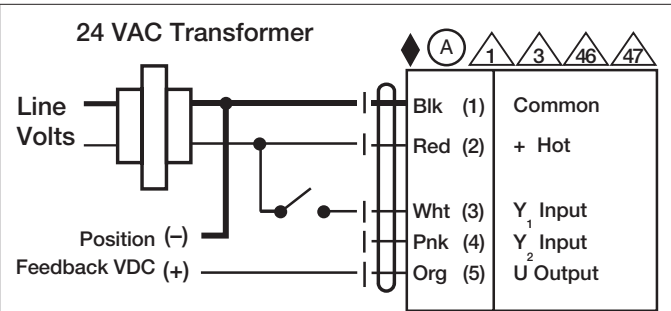 24 VAC Transformer
A 1 3 46 47
Line Volts
Blk (1) Common
Red (2) + Hot
Wht (3) Y1 Input
Position (–)
Pnk (4) Y2 Input
Feedback VDC (+)
Org (5) U Output